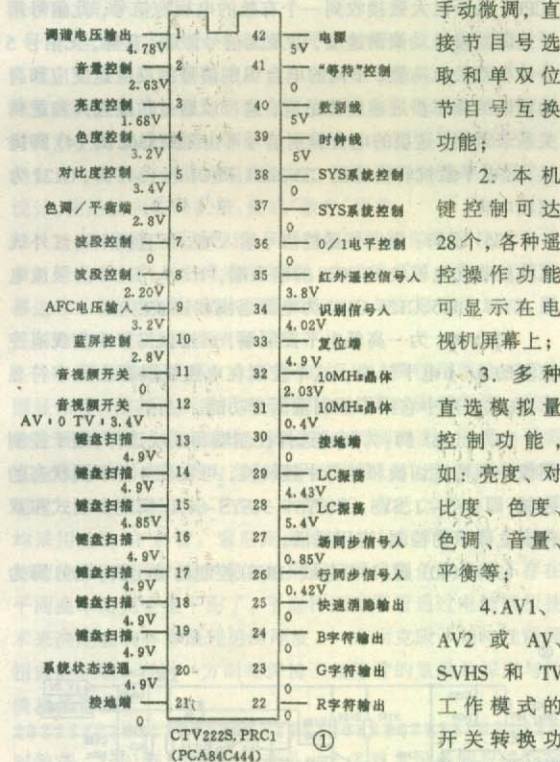 调谐电压输出 1 42 电源
4.78V 5V
音量控制 2 41 "等待"控制
2.63V 0
亮度控制 3 40 数据线
1.68V 5V
色度控制 4 39 时钟线
3.2V 5V
对比度控制 5 38 SYS系统控制
3.4V 0
色调/平衡端 6 37 SYS系统控制
2.8V 0
波段控制 7 36 0/1电平控制
0 0
波段控制 8 35 红外遥控信号入
2.20V 3.8V
AFC电压输入 9 34 识别信号入
3.2V 4.02V
蓝屏控制 10 33 复位端
2.8V 4.9V
音视频开关 11 32 10MHz晶体
0 2.03V
音视频开关 12 31 10MHz晶体
AV:0 TV:3.4V 0.4V
键盘扫描 13 30 接地端
4.9V 0
键盘扫描 14 29 LC振荡
4.9V 4.43V
键盘扫描 15 28 LC振荡
4.85V 5.4V
键盘扫描 16 27 场同步信号入
4.9V 0.85V
键盘扫描 17 26 行同步信号入
4.9V 0.42V
键盘扫描 18 25 快速消隐输出
4.9V 0
键盘扫描 19 24 B字符输出
4.9V 0
系统状态选通 20 23 G字符输出
4.9V 0
接地端 21 22 R字符输出
0 0
CTV222S.PRC1
(PCA84C444)
①
手动微调,直
接节目号选
取和单双位
节目号互换
功能;
2. 本机
键控制可达
28个,各种遥
控操作功能
可显示在电
视机屏幕上;
3. 多种
直选模拟量
控制功能,
如:亮度、对
比度、色度、
色调、音量、
平衡等;
4.AV1、
AV2 或 AV、
S-VHS 和 TV
工作模式的
开关转换功